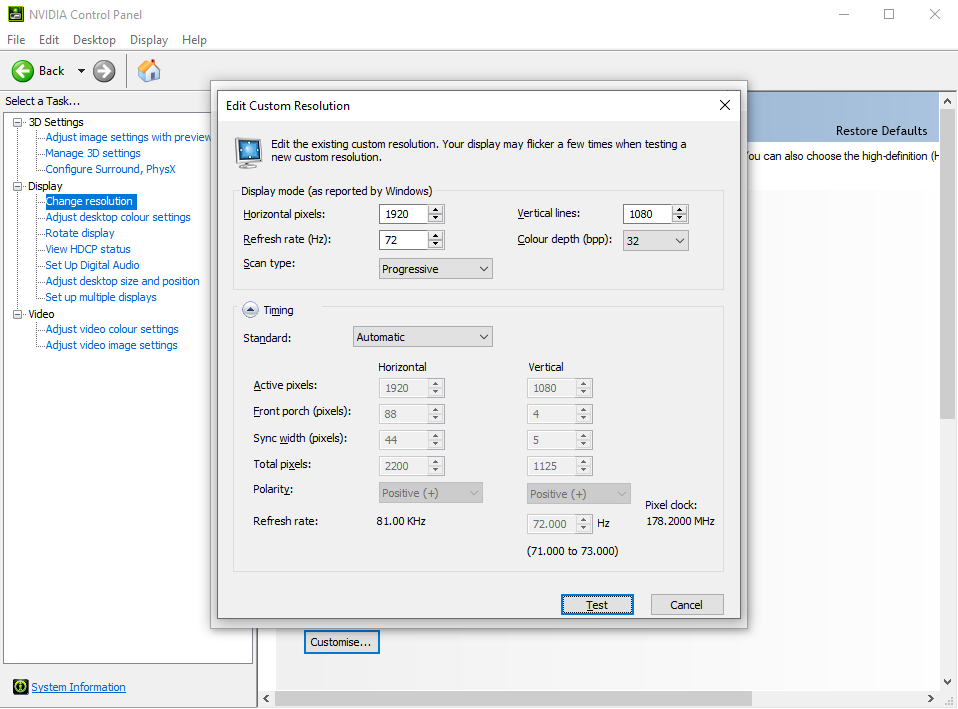 NVIDIA Control Panel
File Edit Desktop Display Help
Back
Select a Task...
3D Settings
Adjust image settings with preview
Manage 3D settings
Configure Surround, PhysX
Display
Change resolution
Adjust desktop colour settings
Rotate display
View HDCP status
Set Up Digital Audio
Adjust desktop size and position
Set up multiple displays
Video
Adjust video colour settings
Adjust video image settings
System Information
Restore Defaults
You can also choose the high-definition (H
Edit Custom Resolution
Edit the existing custom resolution. Your display may flicker a few times when testing a
new custom resolution.
Display mode (as reported by Windows)
Horizontal pixels: 1920 Vertical lines: 1080
Refresh rate (Hz): 72 Colour depth (bpp): 32
Scan type: Progressive
Timing
Standard: Automatic
Horizontal Vertical
Active pixels: 1920 1080
Front porch (pixels): 88 4
Sync width (pixels): 44 5
Total pixels: 2200 1125
Polarity: Positive (+) Positive (+)
Pixel clock:
Refresh rate: 81.00 KHz 72.000 Hz 178.2000 MHz
(71.000 to 73.000)
Test Cancel
Customise...